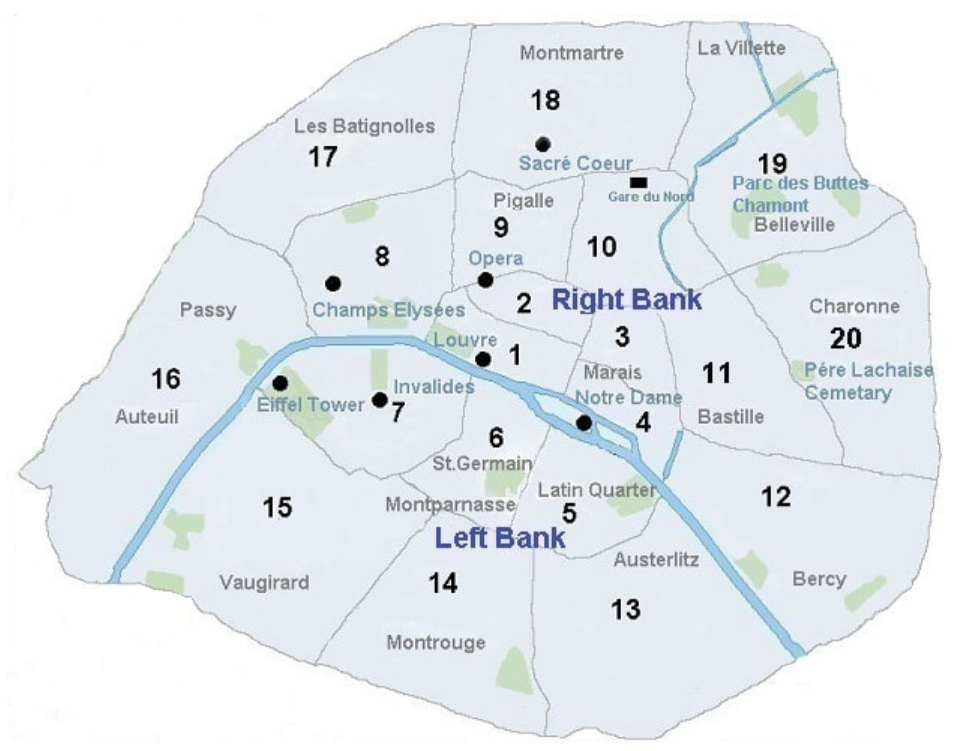 Montmartre
La Villette
18
Les Batignolles
17
Sacré Coeur
19
Parc des Buttes
Chamont
Gare du Nord
Pigalle
9
Belleville
10
8
Opera
2
Right Bank
Passy
Champs Elysées
Charonne
3
20
Louvre
1
16
Marais
11
Pére Lachaise
Cemetary
Invalides
Eiffel Tower
7
Notre Dame
Auteuil
4
Bastille
6
St.Germain
Latin Quarter
12
Montparnasse
15
5
Left Bank
Austerlitz
Vaugirard
14
Bercy
13
Montrouge